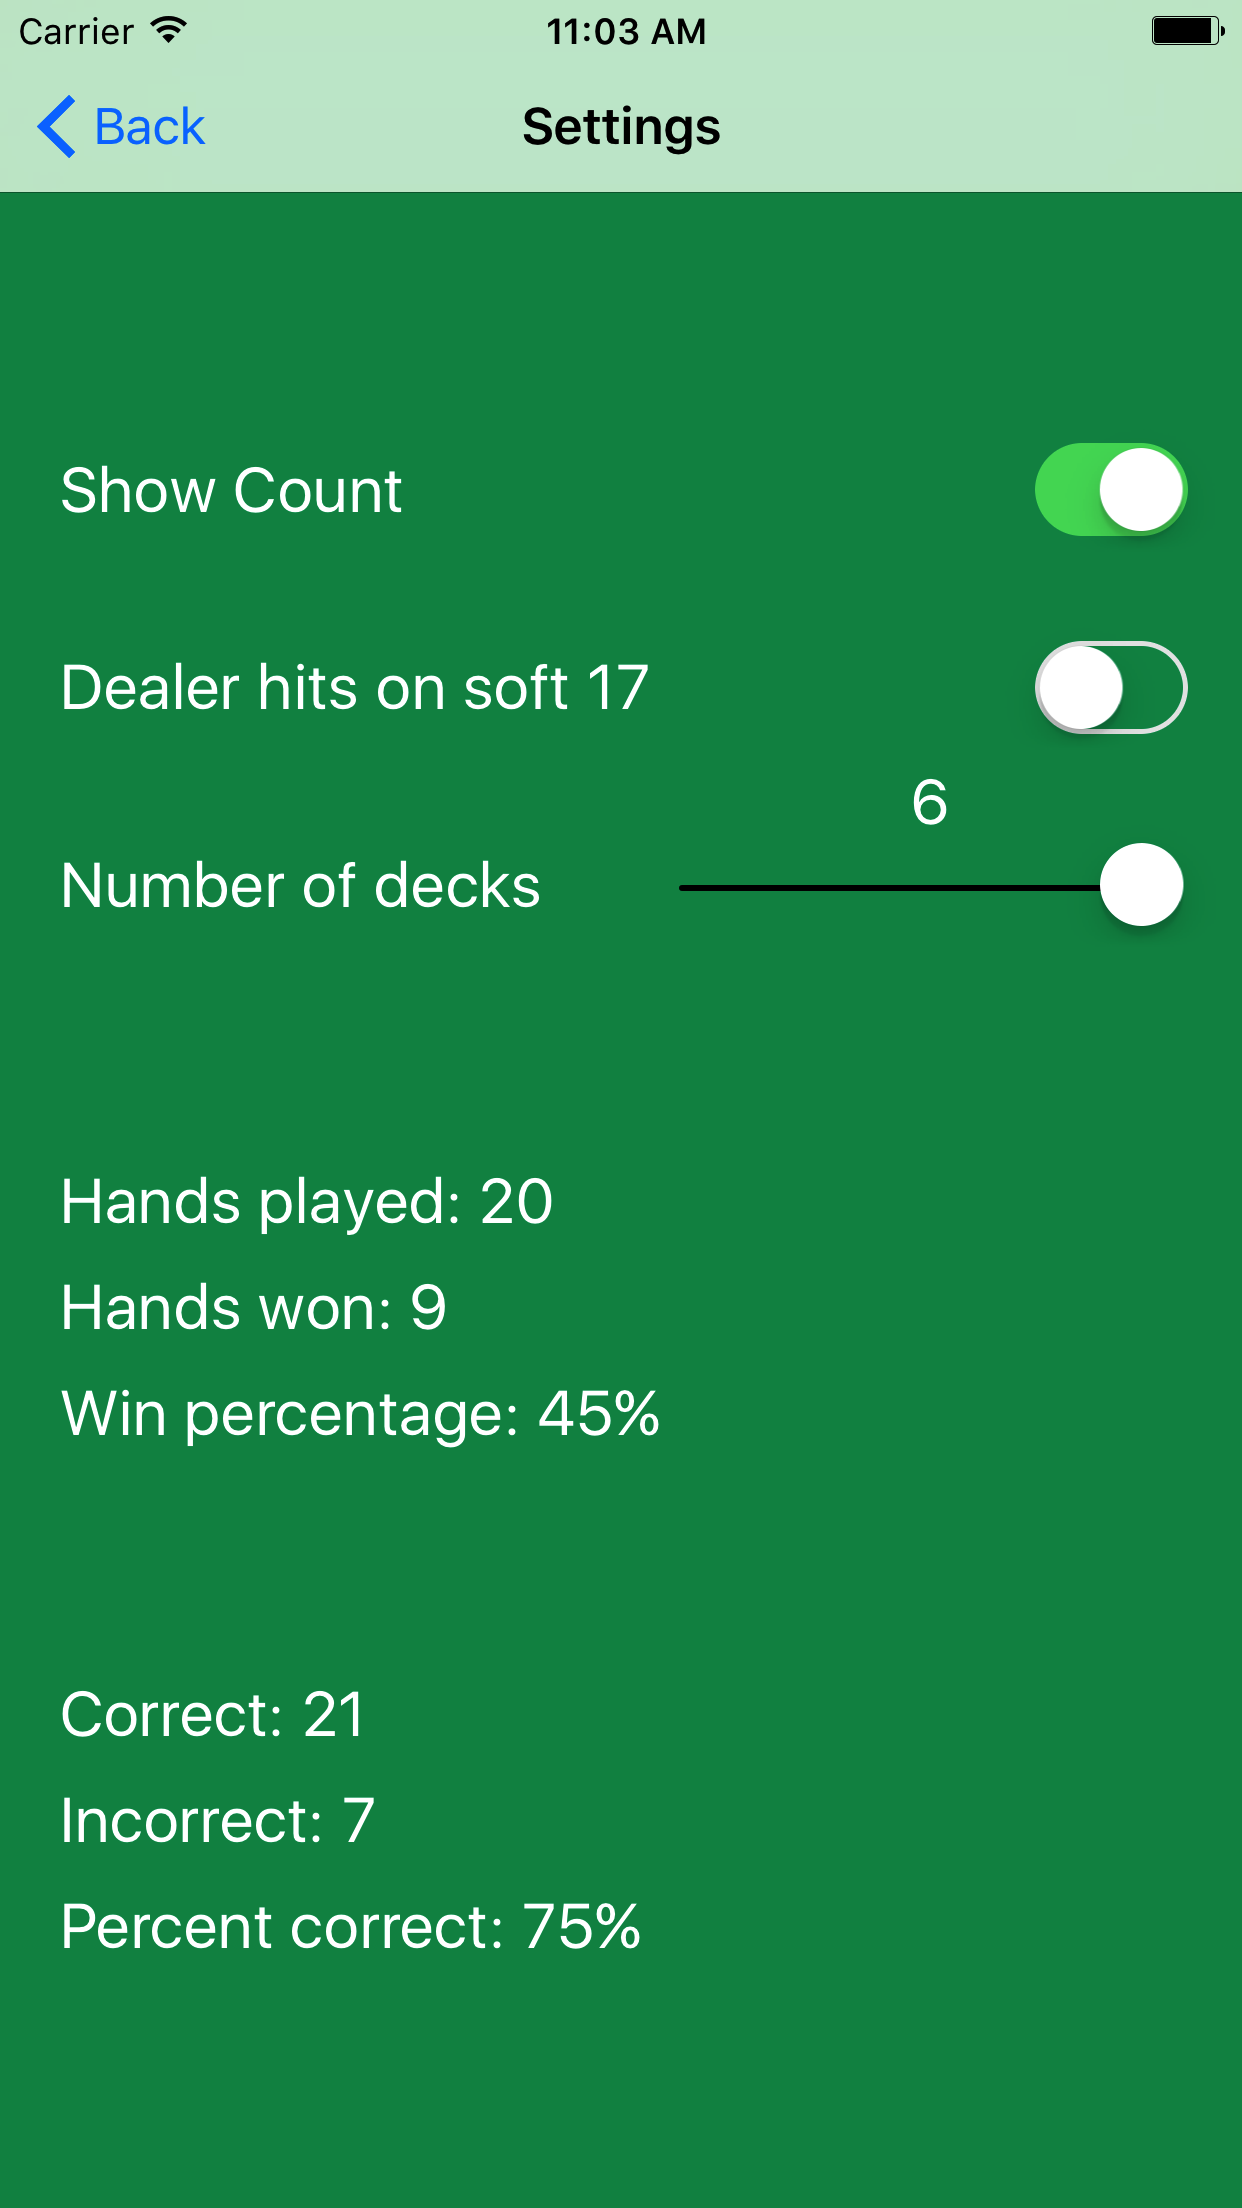 Carrier 11:03 AM
Back Settings
Show Count
Dealer hits on soft 17
6
Number of decks
Hands played: 20
Hands won: 9
Win percentage: 45%
Correct: 21
Incorrect: 7
Percent correct: 75%